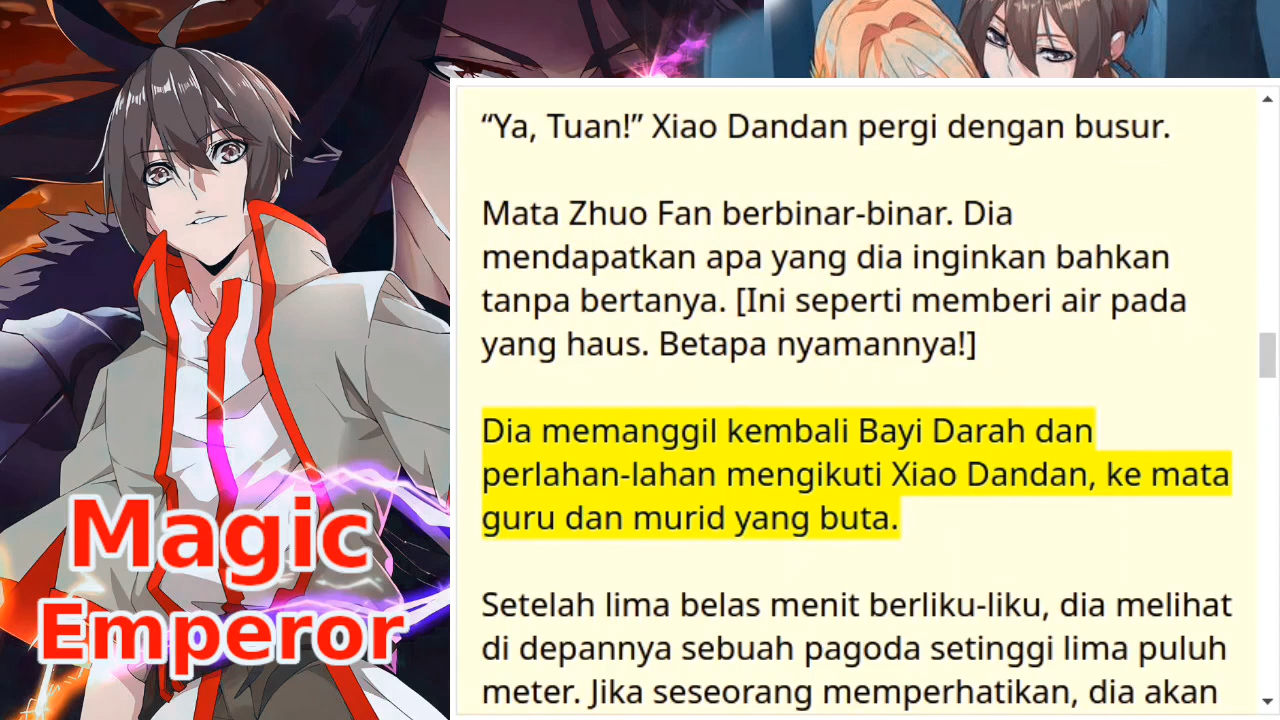 Magic
Emperor
“Ya, Tuan!” Xiao Dandan pergi dengan busur.
Mata Zhuo Fan berbinar-binar. Dia
mendapatkan apa yang dia inginkan bahkan
tanpa bertanya. [Ini seperti memberi air pada
yang haus. Betapa nyamannya!]
Dia memanggil kembali Bayi Darah dan
perlahan-lahan mengikuti Xiao Dandan, ke mata
guru dan murid yang buta.
Setelah lima belas menit berliku-liku, dia melihat
di depannya sebuah pagoda setinggi lima puluh
meter. Jika seseorang memperhatikan, dia akan